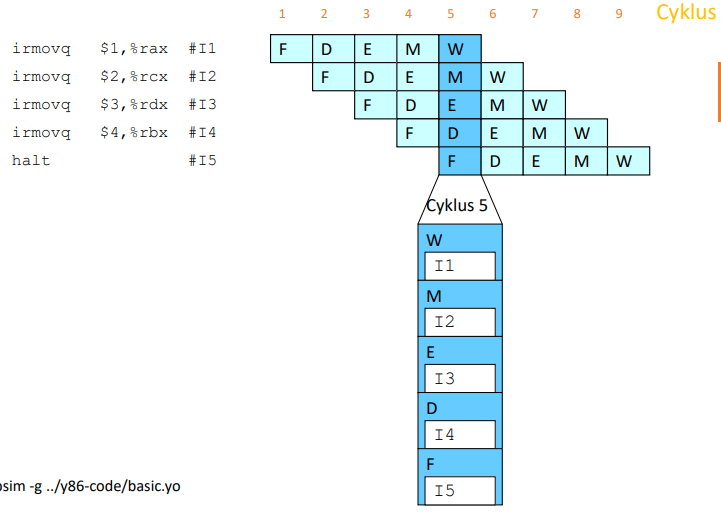 1 2 3 4 5 6 7 8 9 Cyklus
irmovq $1,%rax #I1 F D E M W
irmovq $2,%rcx #I2 F D E M W
irmovq $3,%rdx #I3 F D E M W
irmovq $4,%rbx #I4 F D E M W
halt #I5 F D E M W
Cyklus 5
W
I1
M
I2
E
I3
D
I4
F
I5
-g ../y86-code/basic.yo